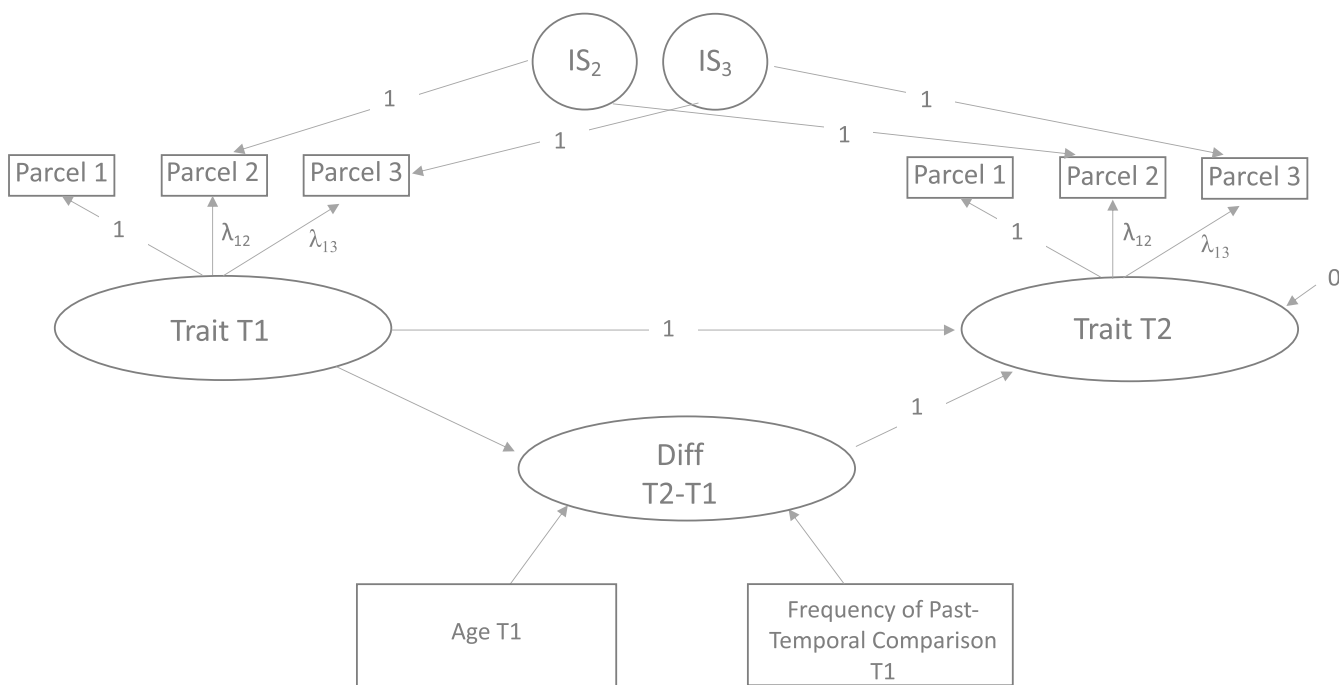 IS₂ IS₃
1 1
1 1
Parcel 1 Parcel 2 Parcel 3 Parcel 1 Parcel 2 Parcel 3
1 λ₁₂ λ₁₃ 1 λ₁₂ λ₁₃
0
Trait T1 1 Trait T2
1
Diff
T2-T1
Age T1
Frequency of Past-
Temporal Comparison
T1